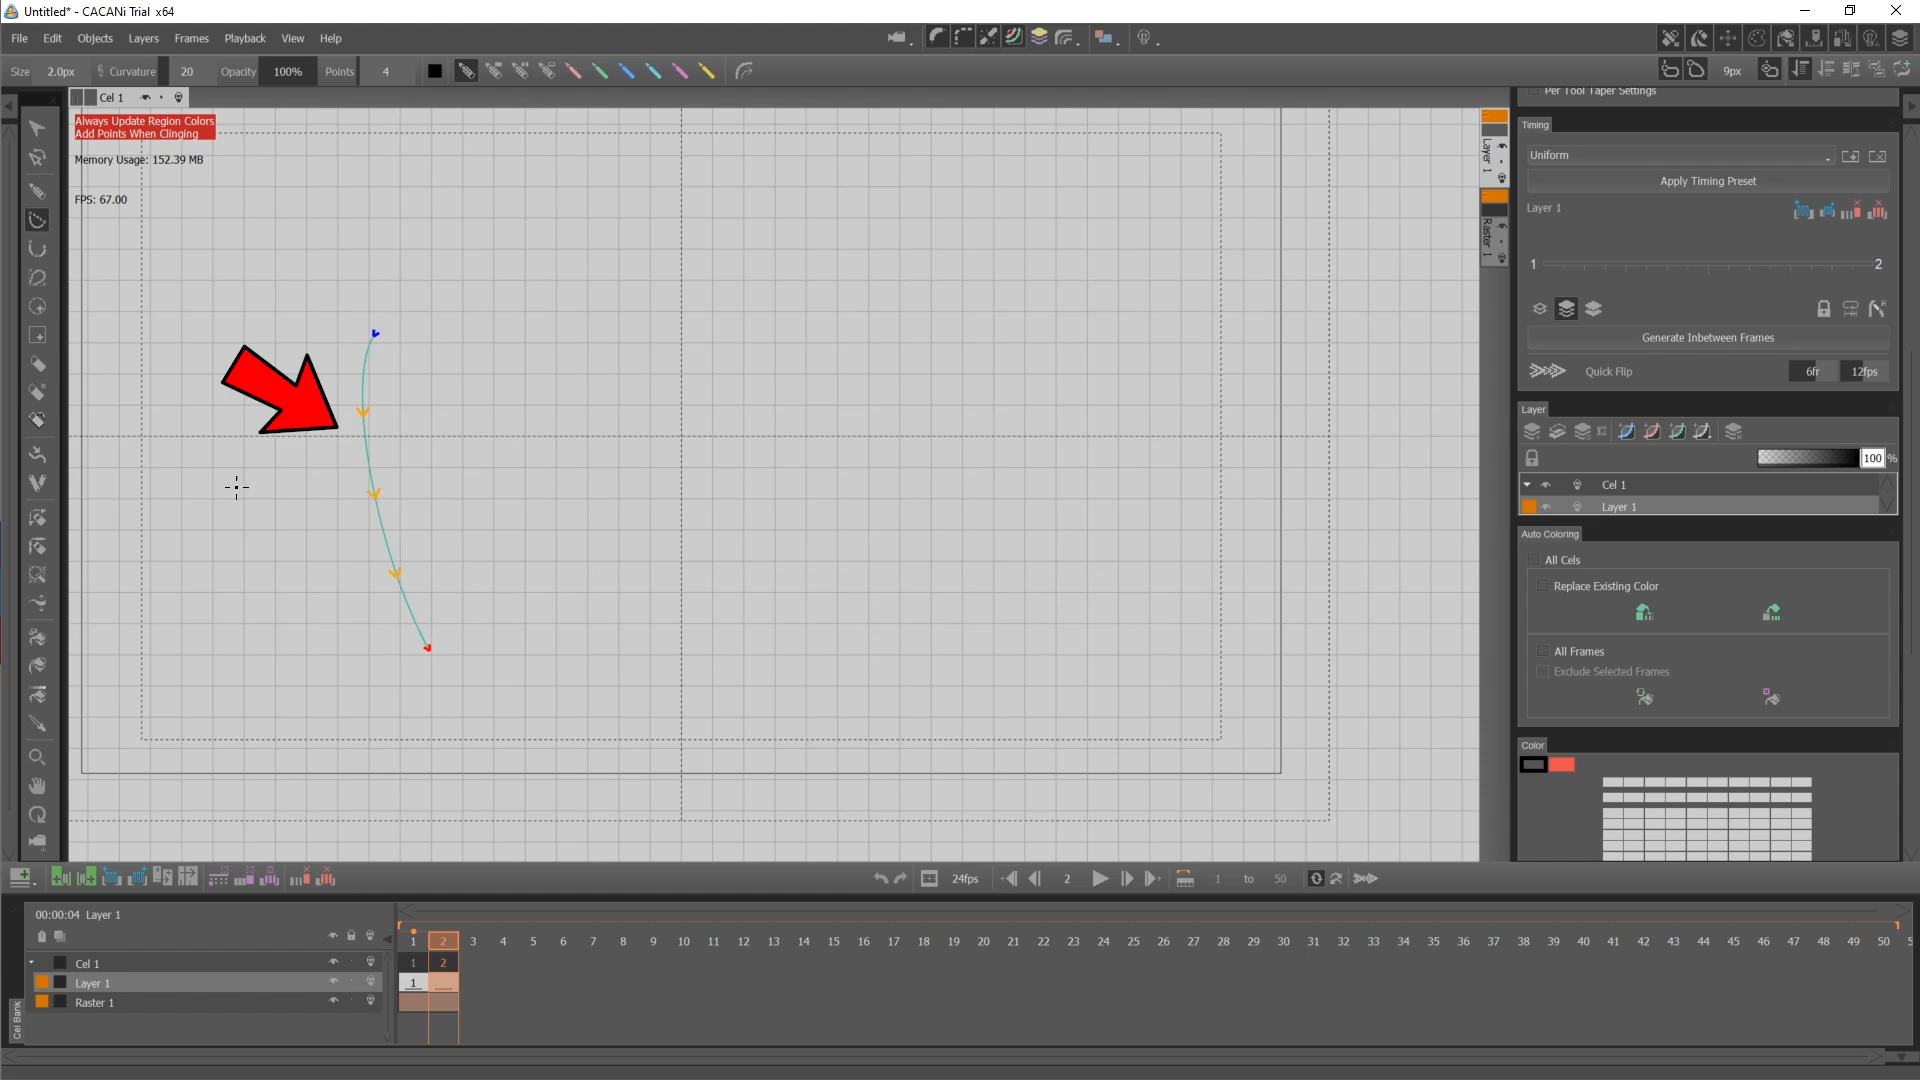 Untitled* - CACANi Trial x64
File Edit Objects Layers Frames Playback View Help
Size 2.0px Curvature 20 Opacity 100% Points 4
9px
Cel 1
Always Update Region Colors
Add Points When Clinging
Memory Usage: 152.39 MB
FPS: 67.00
Layer 1
Raster 1
Per Tool Taper Settings
Timing
Uniform
Apply Timing Preset
Layer 1
1 2
Generate Inbetween Frames
Quick Flip 6fr 12fps
Layer
100 %
Cel 1
Layer 1
Auto Coloring
All Cels
Replace Existing Color
All Frames
Exclude Selected Frames
Color
24fps 2 1 to 50
00:00:04 Layer 1
1 2 3 4 5 6 7 8 9 10 11 12 13 14 15 16 17 18 19 20 21 22 23 24 25 26 27 28 29 30 31 32 33 34 35 36 37 38 39 40 41 42 43 44 45 46 47 48 49 50 5
Cel 1 1 2
Layer 1 1
Raster 1
Cel Bank